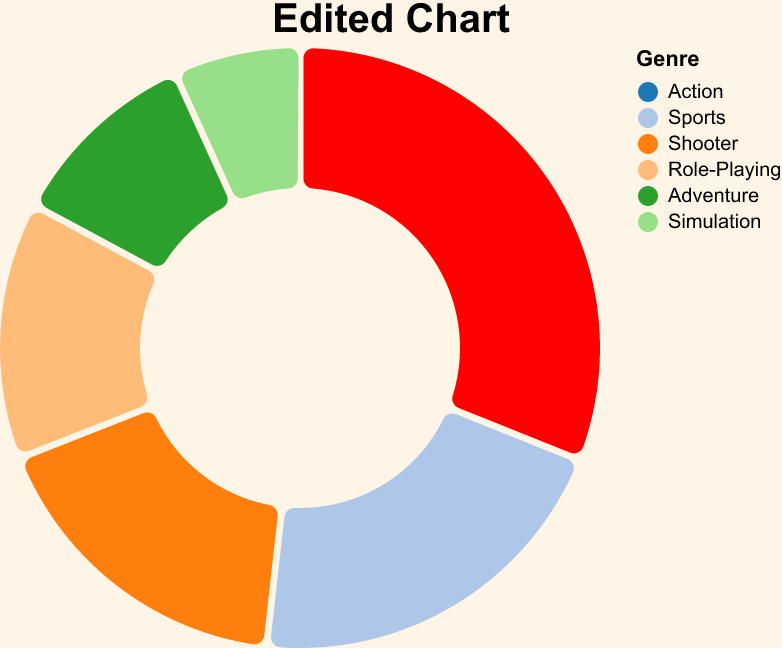 Edited Chart
Genre
Action
Sports
Shooter
Role-Playing
Adventure
Simulation